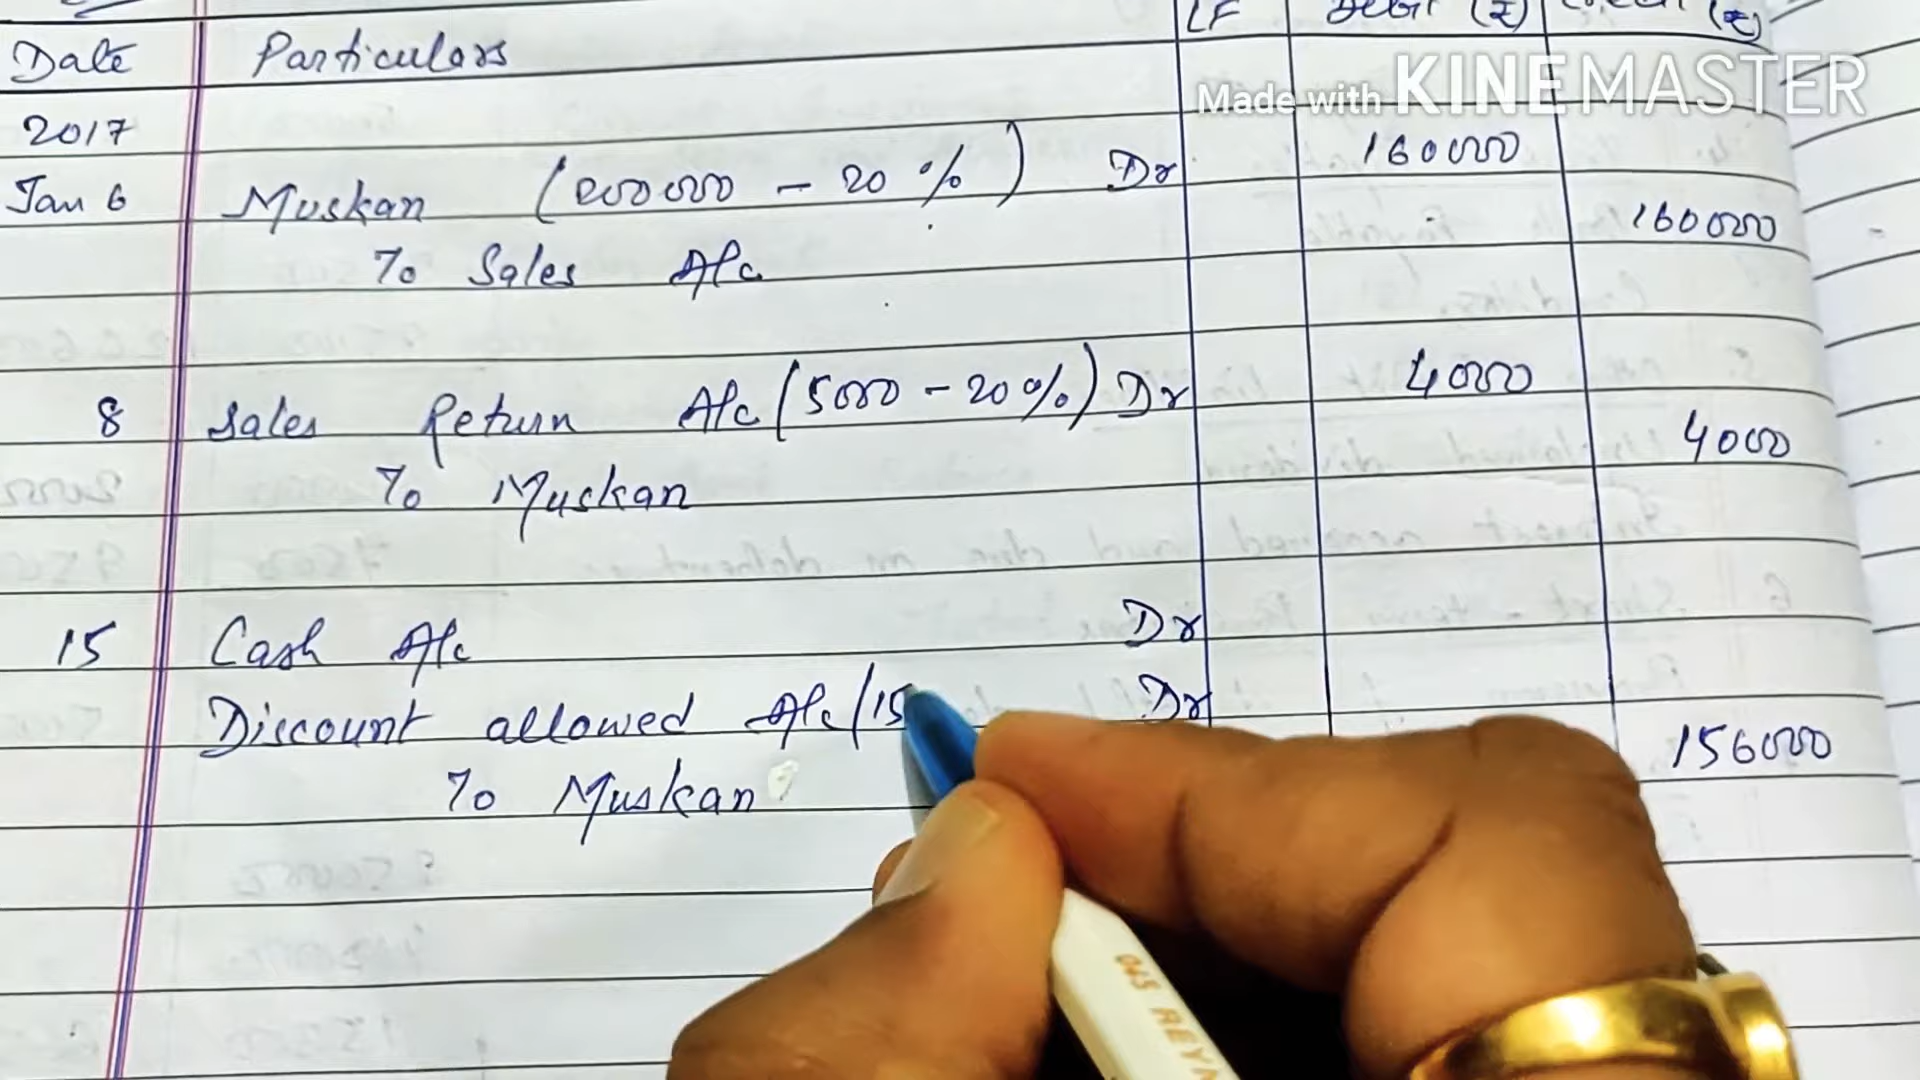 LF Debit (₹) Credit (₹)
Date Particulars
Made with KINEMASTER
2017
Jan 6 Muskan (200000 - 20%) Dr 160000
To Sales A/c 160000
8 Sales Return A/c (5000 - 20%) Dr 4000
To Muskan 4000
15 Cash A/c Dr
Discount allowed A/c (15 Dr
To Muskan 156000
045 REYN